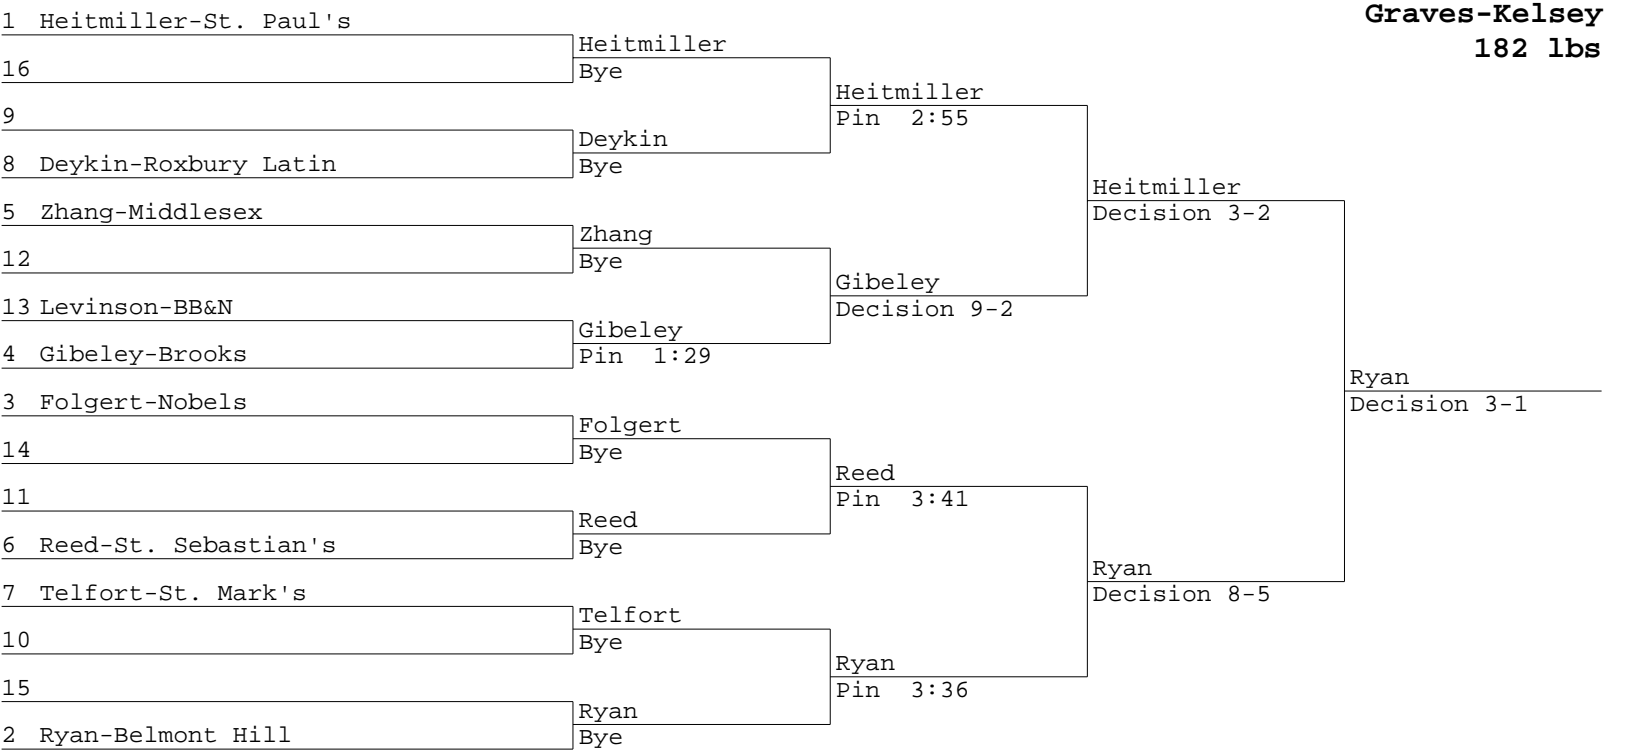 Graves-Kelsey
182 lbs
1 Heitmiller-St. Paul's
16
9
8 Deykin-Roxbury Latin
5 Zhang-Middlesex
12
13 Levinson-BB&N
4 Gibeley-Brooks
3 Folgert-Nobels
14
11
6 Reed-St. Sebastian's
7 Telfort-St. Mark's
10
15
2 Ryan-Belmont Hill
Heitmiller
Bye
Deykin
Bye
Zhang
Bye
Gibeley
Pin 1:29
Folgert
Bye
Reed
Bye
Telfort
Bye
Ryan
Bye
Heitmiller
Pin 2:55
Gibeley
Decision 9-2
Reed
Pin 3:41
Ryan
Pin 3:36
Heitmiller
Decision 3-2
Ryan
Decision 8-5
Ryan
Decision 3-1